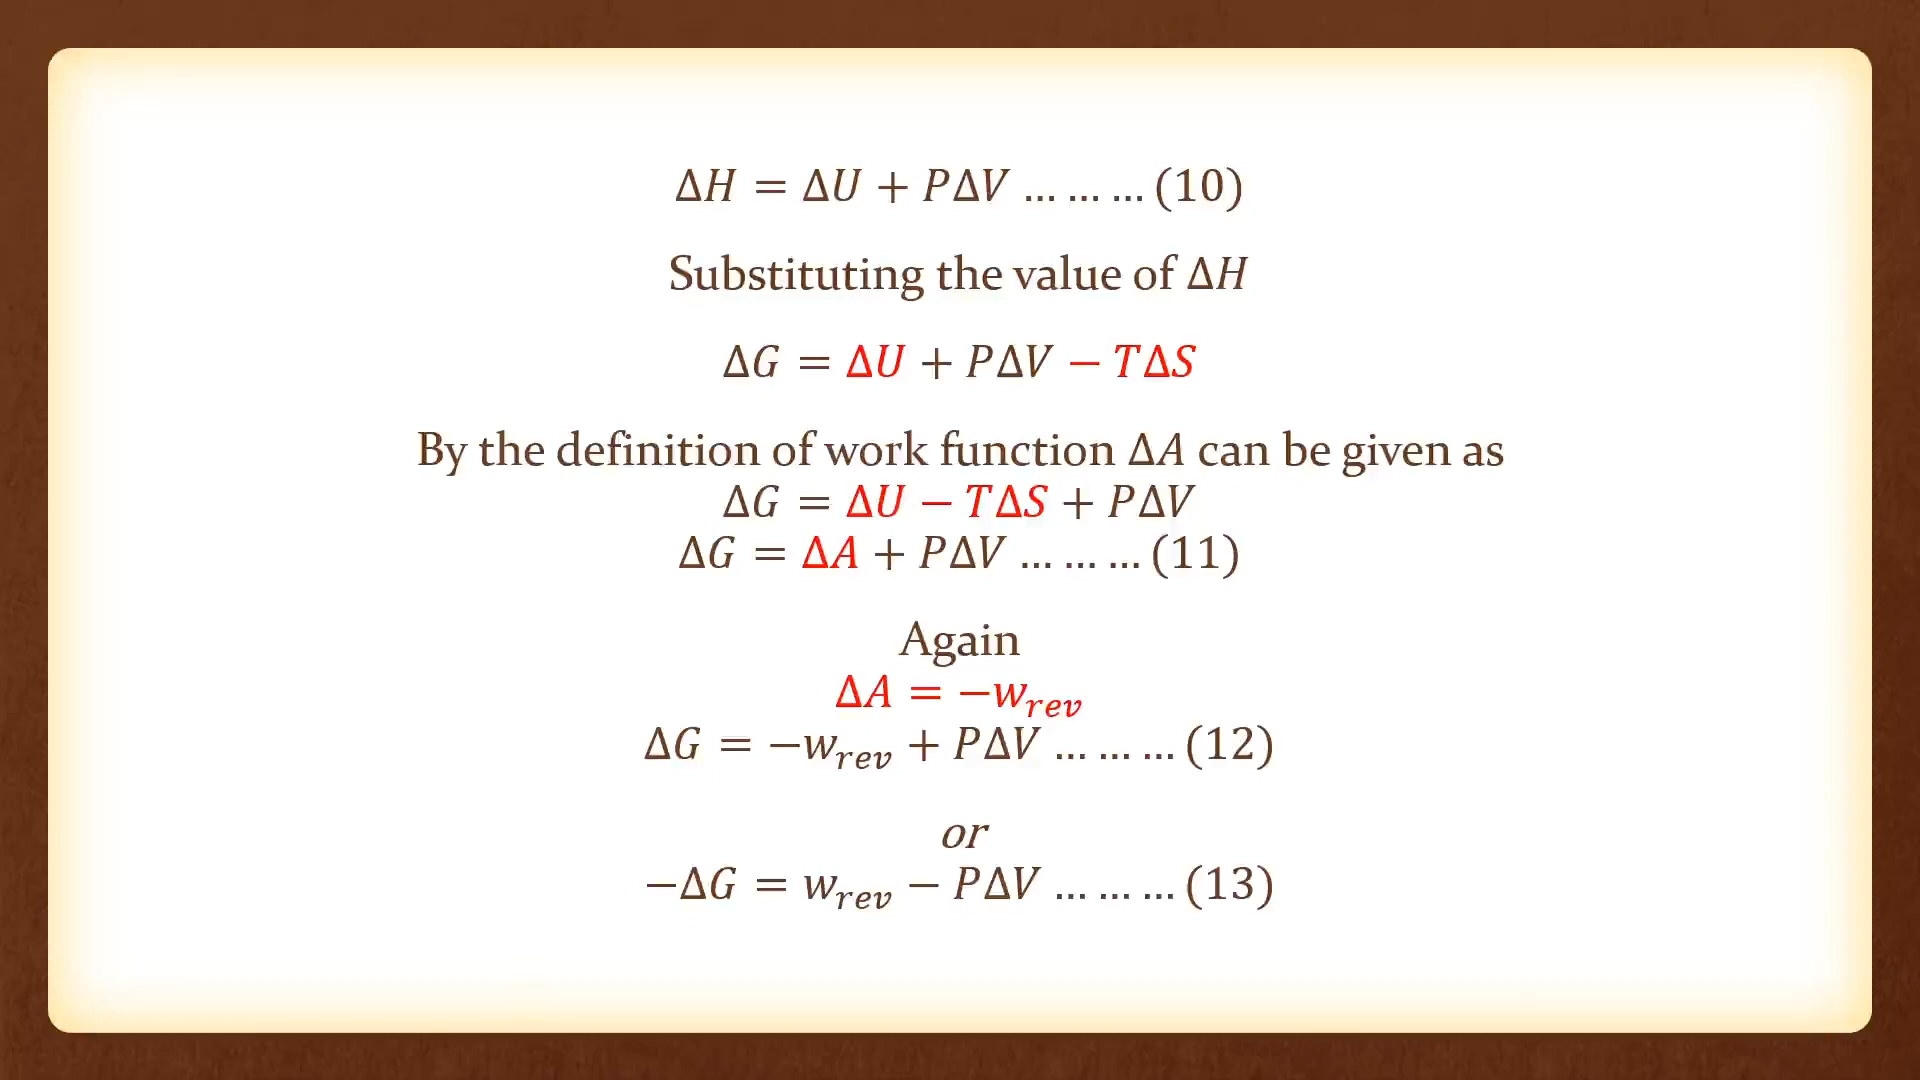 ΔH = ΔU + PΔV … … … (10)
Substituting the value of ΔH
ΔG = ΔU + PΔV − TΔS
By the definition of work function ΔA can be given as
ΔG = ΔU − TΔS + PΔV
ΔG = ΔA + PΔV … … … (11)
Again
ΔA = −w_rev
ΔG = −w_rev + PΔV … … … (12)
or
−ΔG = w_rev − PΔV … … … (13)